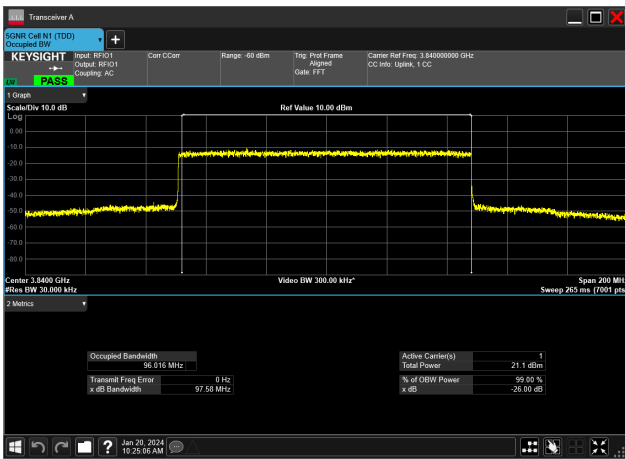 Transceiver A
5GNR Cell N1 (TDD)
Occupied BW
KEYSIGHT
LXI
PASS
Input: RFIO1
Output: RFIO1
Coupling: AC
Corr CCorr
Range: -60 dBm
Trig: Prot Frame
Aligned
Gate: FFT
Carrier Ref Freq: 3.840000000 GHz
CC Info: Uplink, 1 CC
1 Graph
Scale/Div 10.0 dB
Ref Value 10.00 dBm
Log
0.00
-10.0
-20.0
-30.0
-40.0
-50.0
-60.0
-70.0
-80.0
Center 3.8400 GHz
Video BW 300.00 kHz*
Span 200 MHz
#Res BW 30.000 kHz
Sweep 265 ms (7001 pts
2 Metrics
Occupied Bandwidth
96.016 MHz
Transmit Freq Error 0 Hz
x dB Bandwidth 97.58 MHz
Active Carrier(s) 1
Total Power 21.1 dBm
% of OBW Power 99.00 %
x dB -26.00 dB
?
Jan 20, 2024
10:25:06 AM